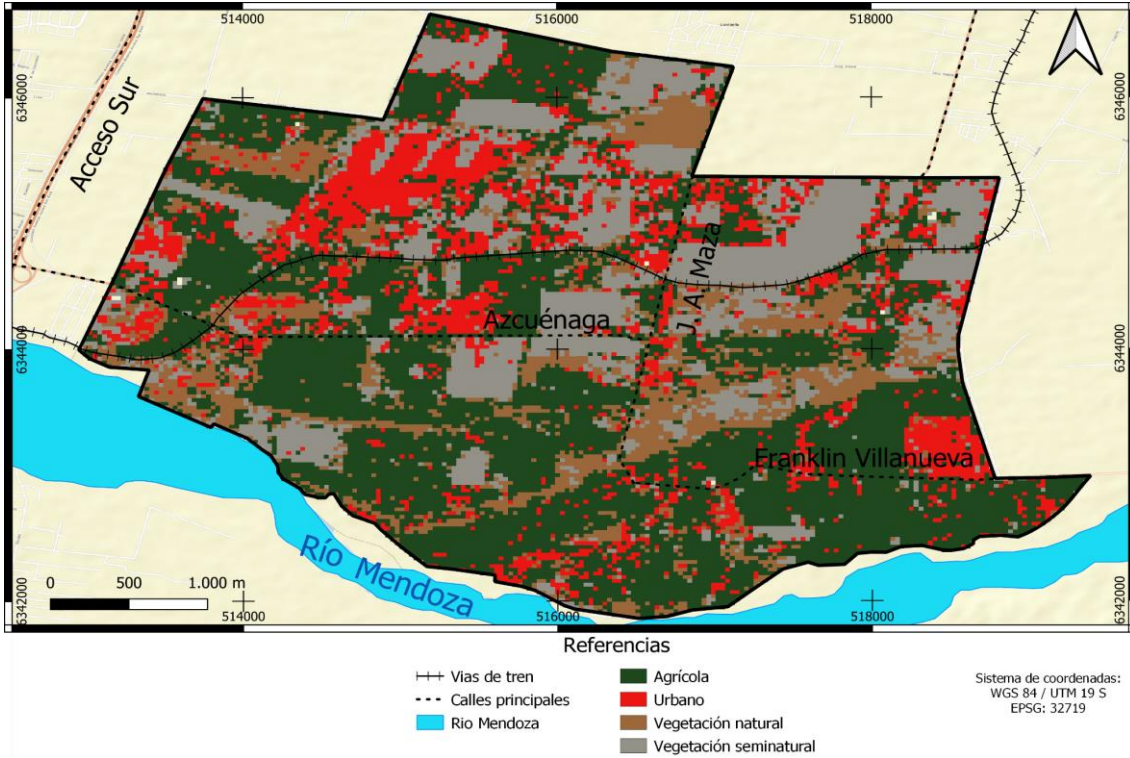 514000
516000
518000
6346000
6346000
Acceso Sur
J. A. Maza
Azcuénaga
6344000
6344000
Franklin Villanueva
Río Mendoza
0 500 1.000 m
6342000
6342000
514000
516000
518000
Referencias
Vias de tren
Calles principales
Rio Mendoza
Agrícola
Urbano
Vegetación natural
Vegetación seminatural
Sistema de coordenadas:
WGS 84 / UTM 19 S
EPSG: 32719